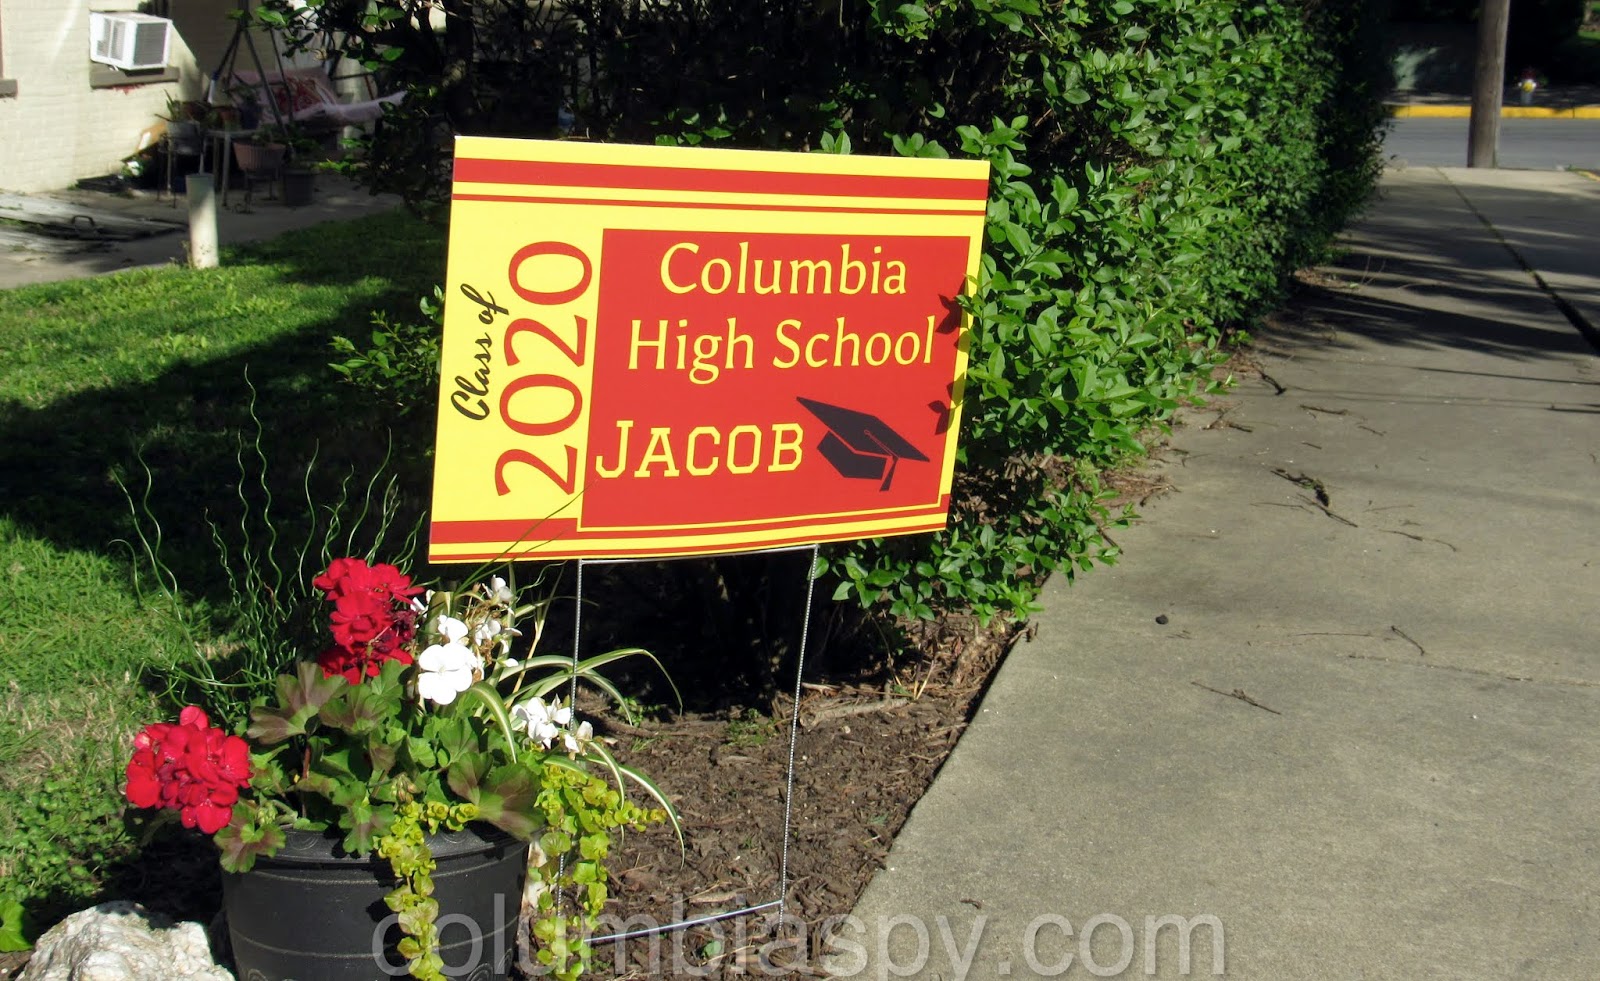 Class of
2020
Columbia
High School
JACOB
columbiaspy.com